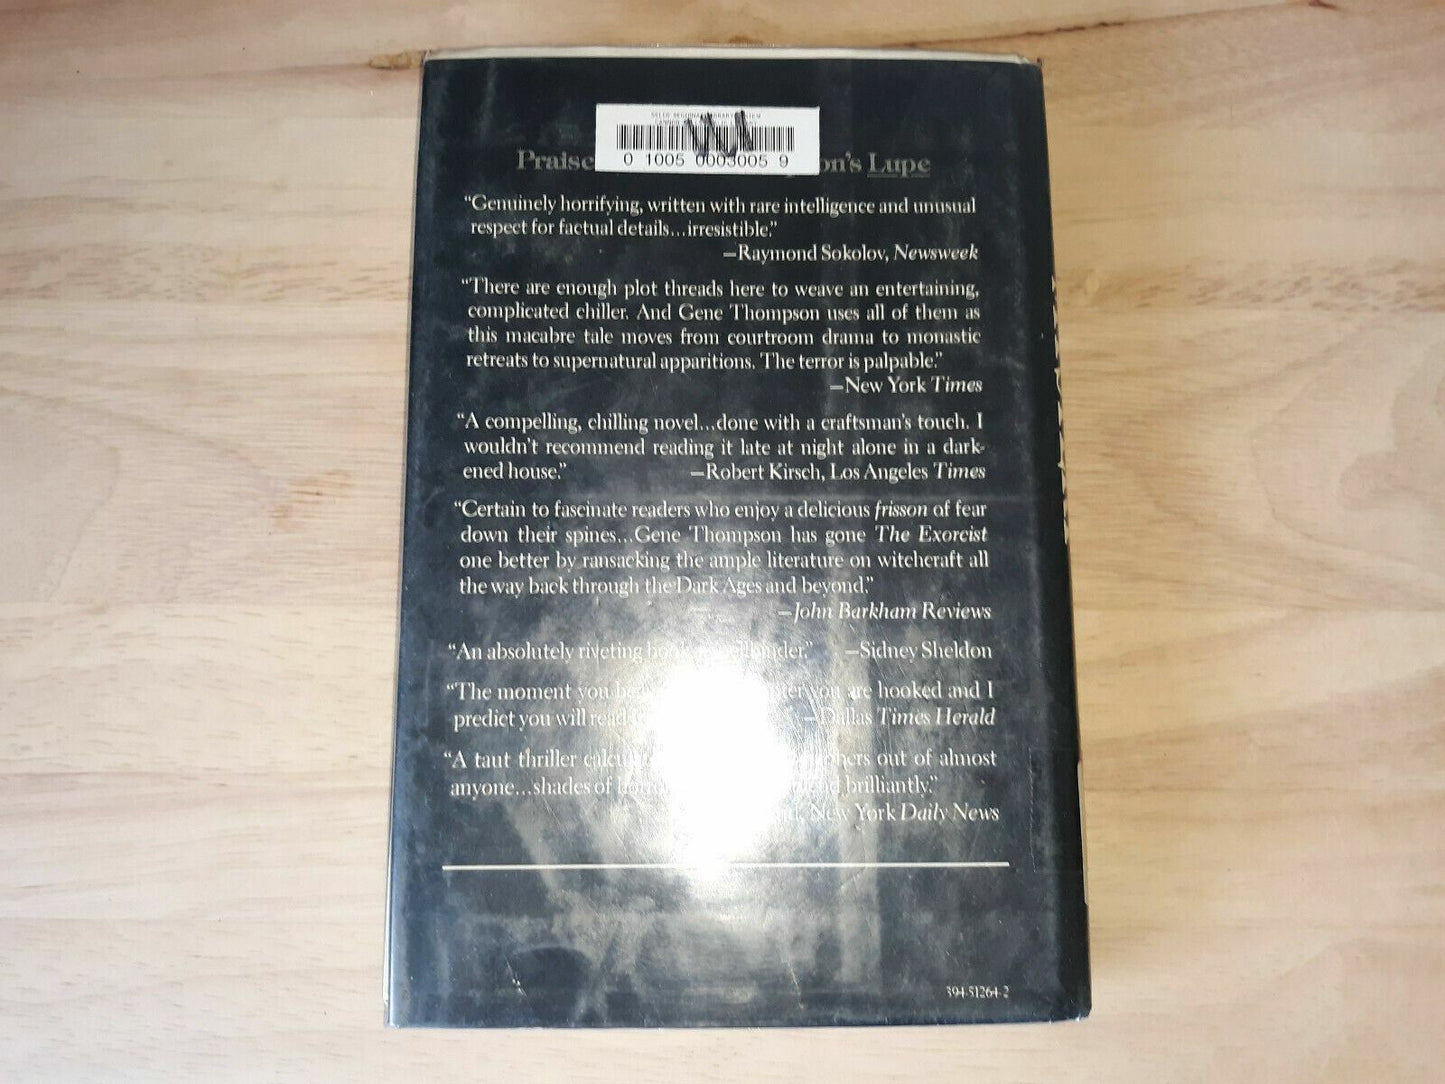 0 1005 0003005 9
Praise on's Lupe
“Genuinely horrifying, written with rare intelligence and unusual
respect for factual details...irresistible.”
—Raymond Sokolov, Newsweek
“There are enough plot threads here to weave an entertaining,
complicated chiller. And Gene Thompson uses all of them as
this macabre tale moves from courtroom drama to monastic
retreats to supernatural apparitions. The terror is palpable.”
—New York Times
“A compelling, chilling novel...done with a craftsman's touch. I
wouldn't recommend reading it late at night alone in a dark-
ened house.” —Robert Kirsch, Los Angeles Times
“Certain to fascinate readers who enjoy a delicious frisson of fear
down their spines...Gene Thompson has gone The Exorcist
one better by ransacking the ample literature on witchcraft all
the way back through the Dark Ages and beyond.”
—John Barkham Reviews
“An absolutely riveting —Sidney Sheldon
“The moment you you are hooked and I
predict you will read —Dallas Times Herald
“A taut thriller out of almost
anyone...shades of brilliantly.”
New York Daily News
394-51264-2